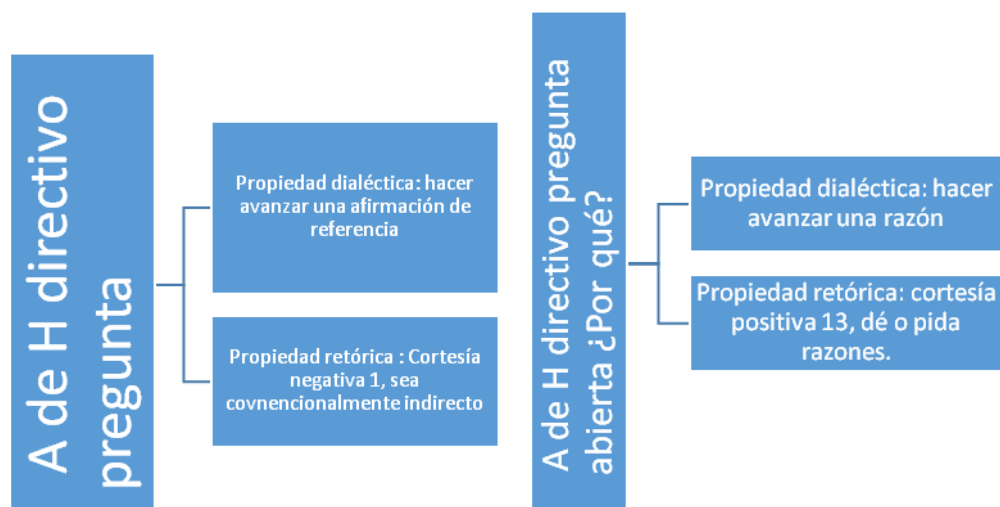 A de H directivo
pregunta
Propiedad dialéctica: hacer
avanzar una afirmación de
referencia
Propiedad retórica : Cortesía
negativa 1, sea
covnencionalmente indirecto
A de H directivo pregunta
abierta ¿Por qué?
Propiedad dialéctica: hacer
avanzar una razón
Propiedad retórica: cortesía
positiva 13, dé o pida
razones.